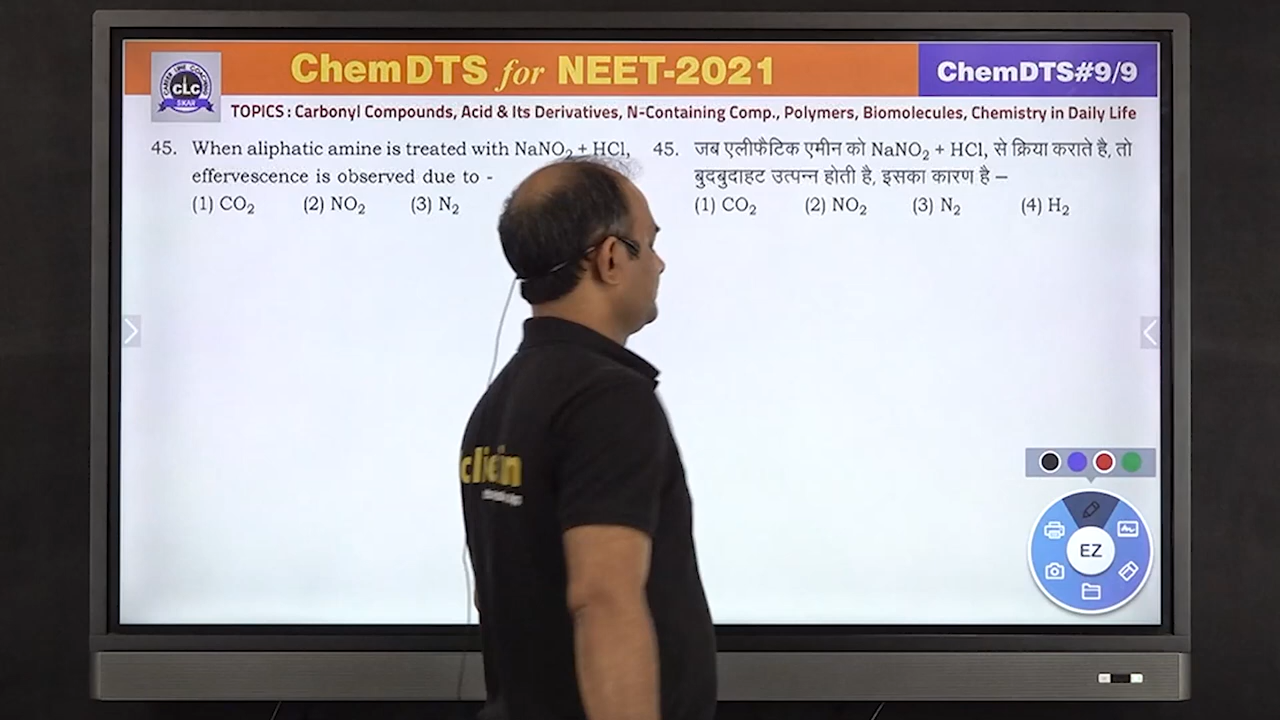 ChemDTS for NEET-2021
ChemDTS#9/9
CLC
SIKAR
TOPICS : Carbonyl Compounds, Acid & Its Derivatives, N-Containing Comp., Polymers, Biomolecules, Chemistry in Daily Life
45. When aliphatic amine is treated with NaNO₂ + HCl,
effervescence is observed due to -
(1) CO₂ (2) NO₂ (3) N₂
45. जब एलीफैटिक एमीन को NaNO₂ + HCl, से क्रिया कराते है, तो
बुदबुदाहट उत्पन्न होती है, इसका कारण है –
(1) CO₂ (2) NO₂ (3) N₂ (4) H₂
EZ